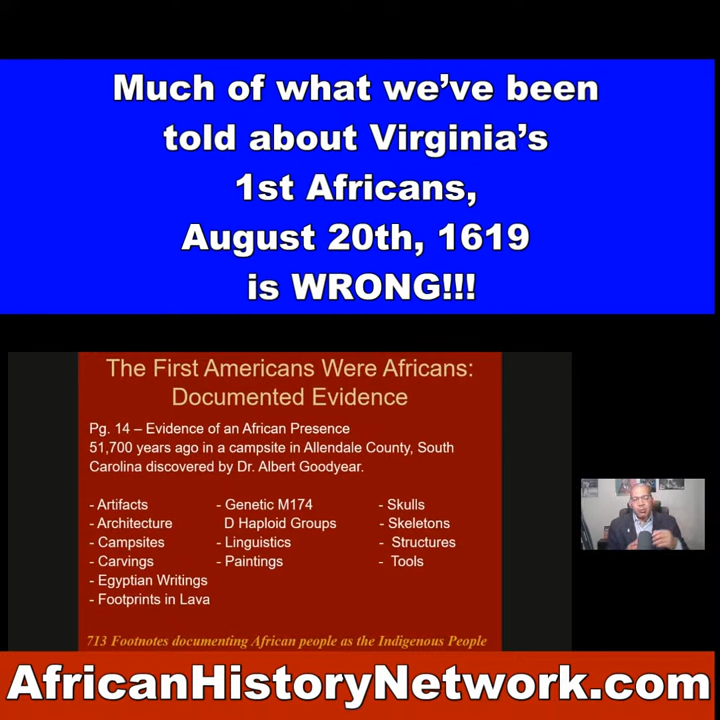 Much of what we've been
told about Virginia's
1st Africans,
August 20th, 1619
is WRONG!!!
The First Americans Were Africans:
Documented Evidence
Pg. 14 – Evidence of an African Presence
51,700 years ago in a campsite in Allendale County, South
Carolina discovered by Dr. Albert Goodyear.
- Artifacts - Genetic M174 - Skulls
- Architecture D Haploid Groups - Skeletons
- Campsites - Linguistics - Structures
- Carvings - Paintings - Tools
- Egyptian Writings
- Footprints in Lava
713 Footnotes documenting African people as the Indigenous People
AfricanHistoryNetwork.com